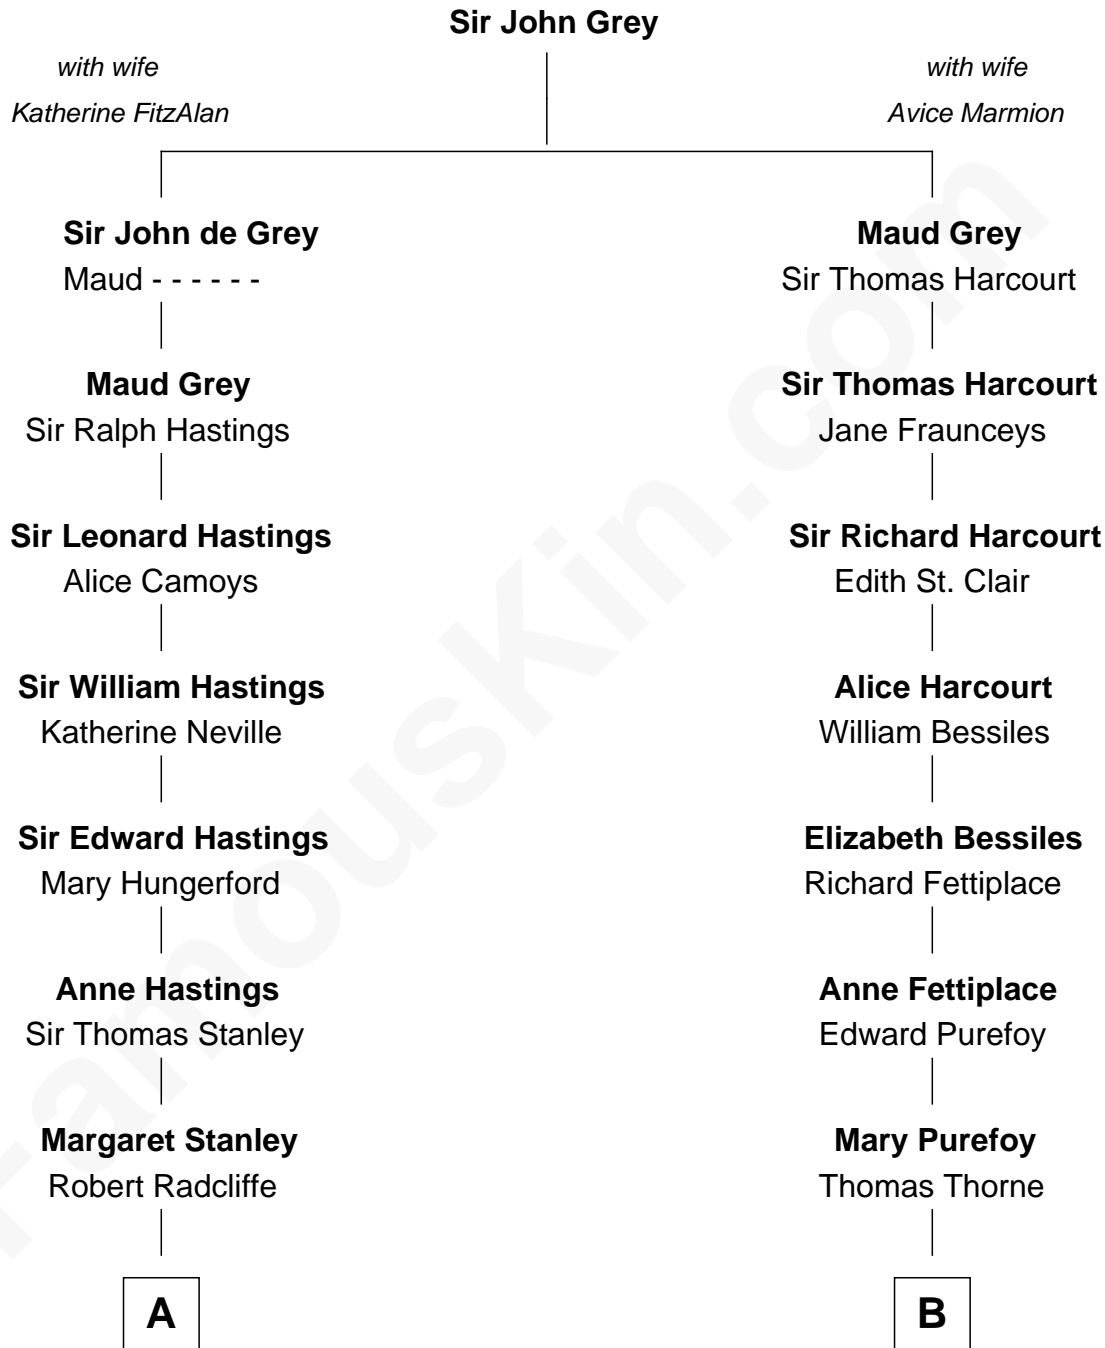 Sir John Grey
with wife
Katherine FitzAlan
with wife
Avice Marmion
Sir John de Grey
Maud - - - - - -
Maud Grey
Sir Thomas Harcourt
Maud Grey
Sir Ralph Hastings
Sir Thomas Harcourt
Jane Fraunceys
Sir Leonard Hastings
Alice Camoys
Sir Richard Harcourt
Edith St. Clair
Sir William Hastings
Katherine Neville
Alice Harcourt
William Bessiles
Sir Edward Hastings
Mary Hungerford
Elizabeth Bessiles
Richard Fettiplace
Anne Hastings
Sir Thomas Stanley
Anne Fettiplace
Edward Purefoy
Margaret Stanley
Robert Radcliffe
Mary Purefoy
Thomas Thorne
A
B
FamousKin.com